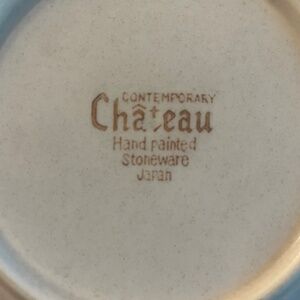 CONTEMPORARY
Château
Hand painted
Stoneware
Japan